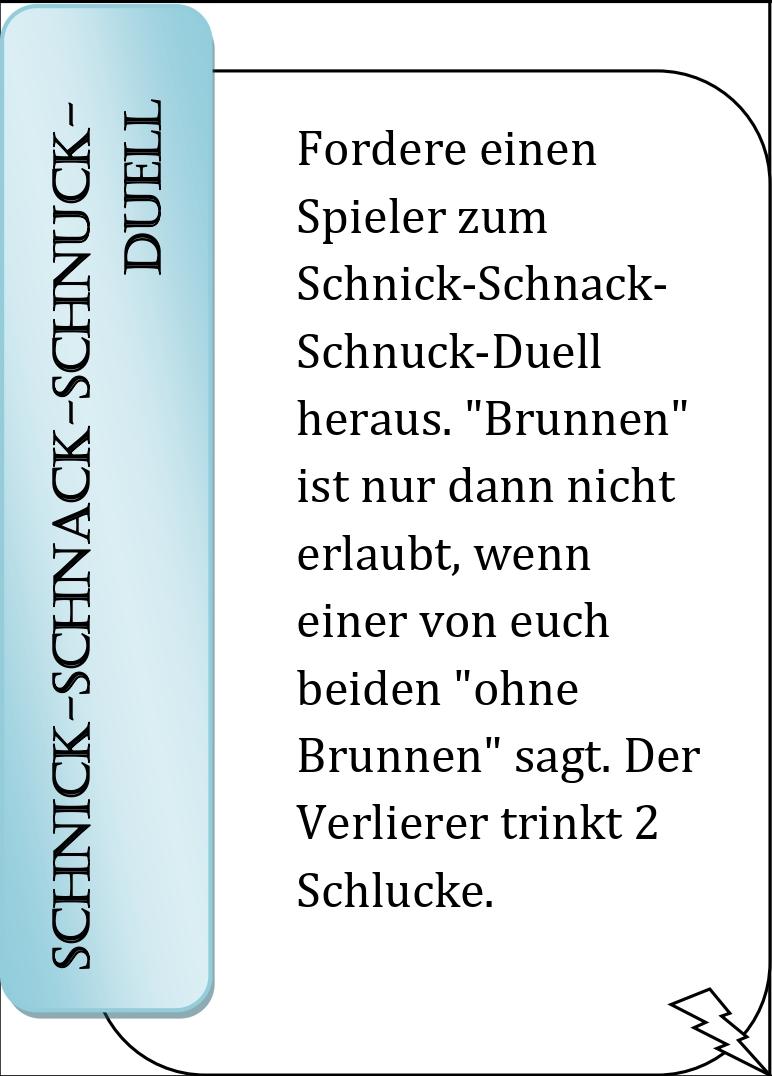 SCHNICK-SCHNACK-SCHNUCK-
DUELL
Fordere einen
Spieler zum
Schnick-Schnack-
Schnuck-Duell
heraus. "Brunnen"
ist nur dann nicht
erlaubt, wenn
einer von euch
beiden "ohne
Brunnen" sagt. Der
Verlierer trinkt 2
Schlucke.